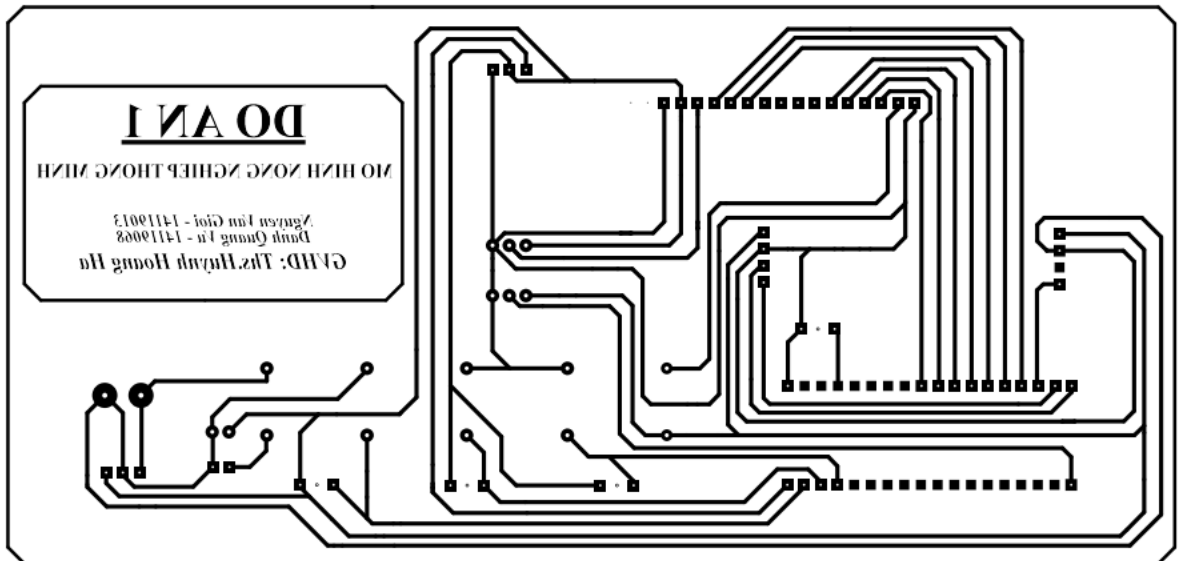 DO AN 1
MO HINH NONG NGHIEP THONG MINH
Nguyen Van Gioi - 14119013
Danh Quang Vu - 14119068
GVHD: Ths.Huynh Hoang Ha